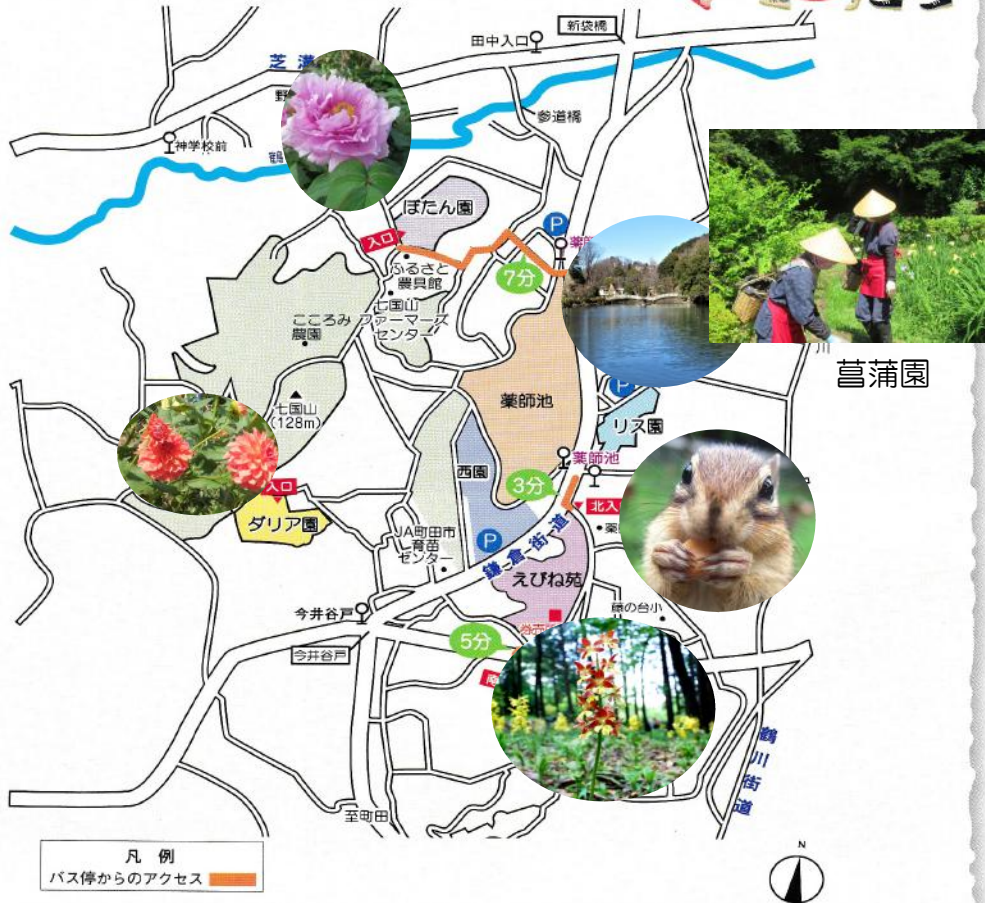 新袋橋
田中入口
芝溝
野
参道橋
神学校前
鶴
ぼたん園
P
入口
薬師
7分
ふるさと
農具館
七国山
ファーマーズ
センター
こころみ
農園
川
菖蒲園
P
薬師池
リス園
七国山
(128m)
薬師池
西園
3分
入口
北入
ダリア園
JA町田市
育苗
センター
P
鎌倉街道
えびね苑
藤の台小
今井谷戸
5分
今井谷戸
南
鶴川街道
至町田
凡 例
バス停からのアクセス
N